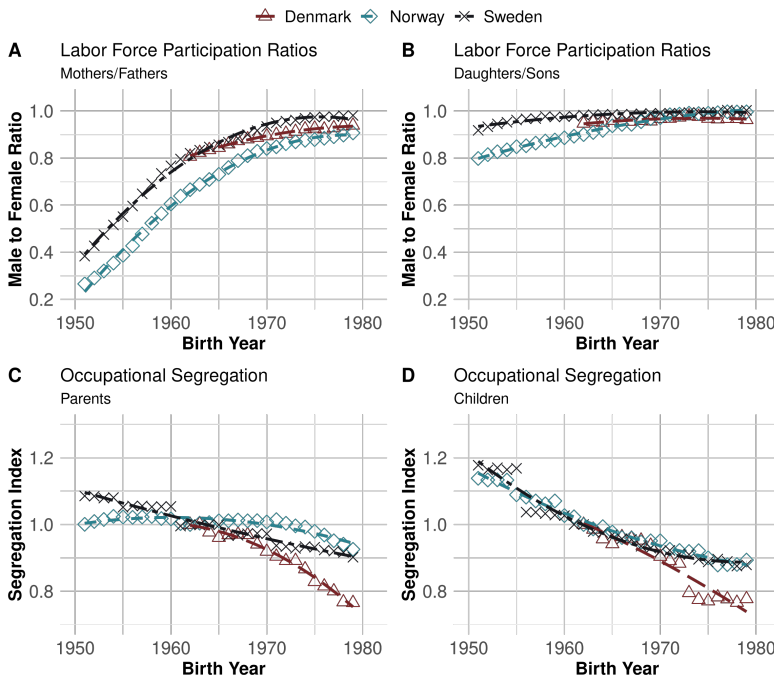 Denmark Norway Sweden
A Labor Force Participation Ratios
Mothers/Fathers
Male to Female Ratio
1.0
0.8
0.6
0.4
0.2
1950 1960 1970 1980
Birth Year
B Labor Force Participation Ratios
Daughters/Sons
Male to Female Ratio
1.0
0.8
0.6
0.4
0.2
1950 1960 1970 1980
Birth Year
C Occupational Segregation
Parents
Segregation Index
1.2
1.0
0.8
1950 1960 1970 1980
Birth Year
D Occupational Segregation
Children
Segregation Index
1.2
1.0
0.8
1950 1960 1970 1980
Birth Year